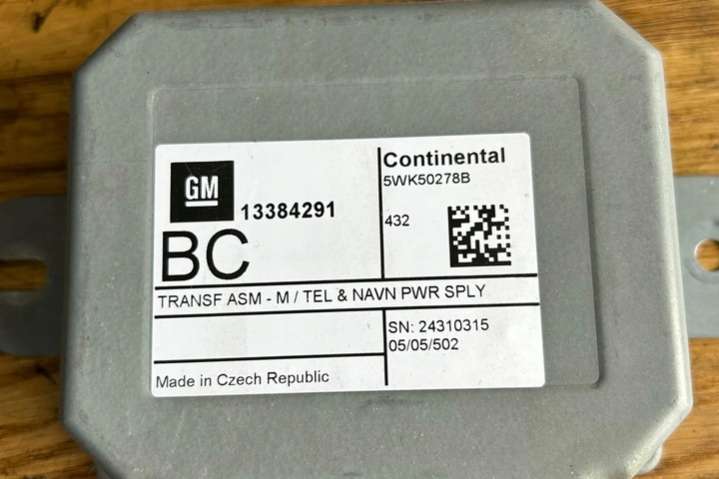 GM
13384291
BC
Continental
5WK50278B
432
TRANSF ASM - M / TEL & NAVN PWR SPLY
SN: 24310315
05/05/502
Made in Czech Republic